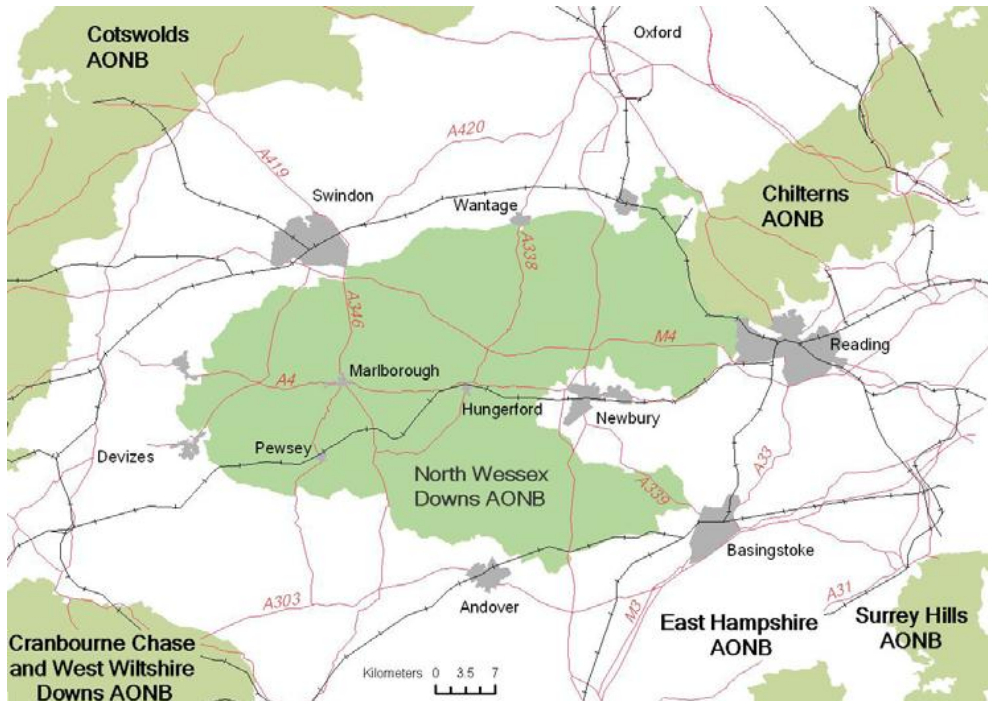 Cotswolds
AONB
Oxford
A420
A419
Swindon
Wantage
Chilterns
AONB
A338
A346
M4
Reading
Marlborough
A4
Hungerford
Newbury
Pewsey
Devizes
North Wessex
Downs AONB
A33
A339
Basingstoke
Andover
A303
M3
A31
East Hampshire
AONB
Surrey Hills
AONB
Cranbourne Chase
and West Wiltshire
Downs AONB
Kilometers 0 3.5 7